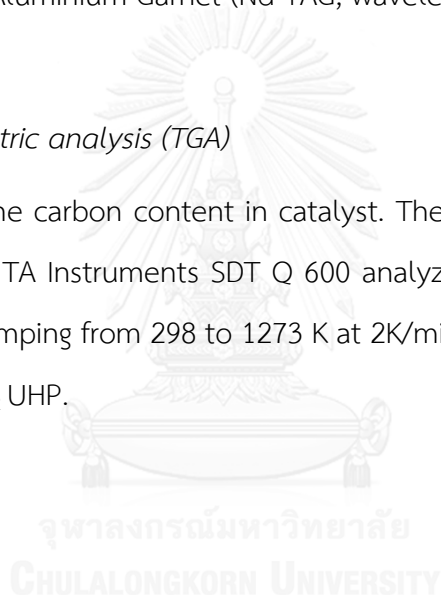 Aluminium Garnet (Nd YAG, wavele
tric analysis (TGA)
ne carbon content in catalyst. The
TA Instruments SDT Q 600 analyz
mping from 298 to 1273 K at 2K/mi
UHP.
จุฬาลงกรณ์มหาวิทยาลัย
CHULALONGKORN UNIVERSITY